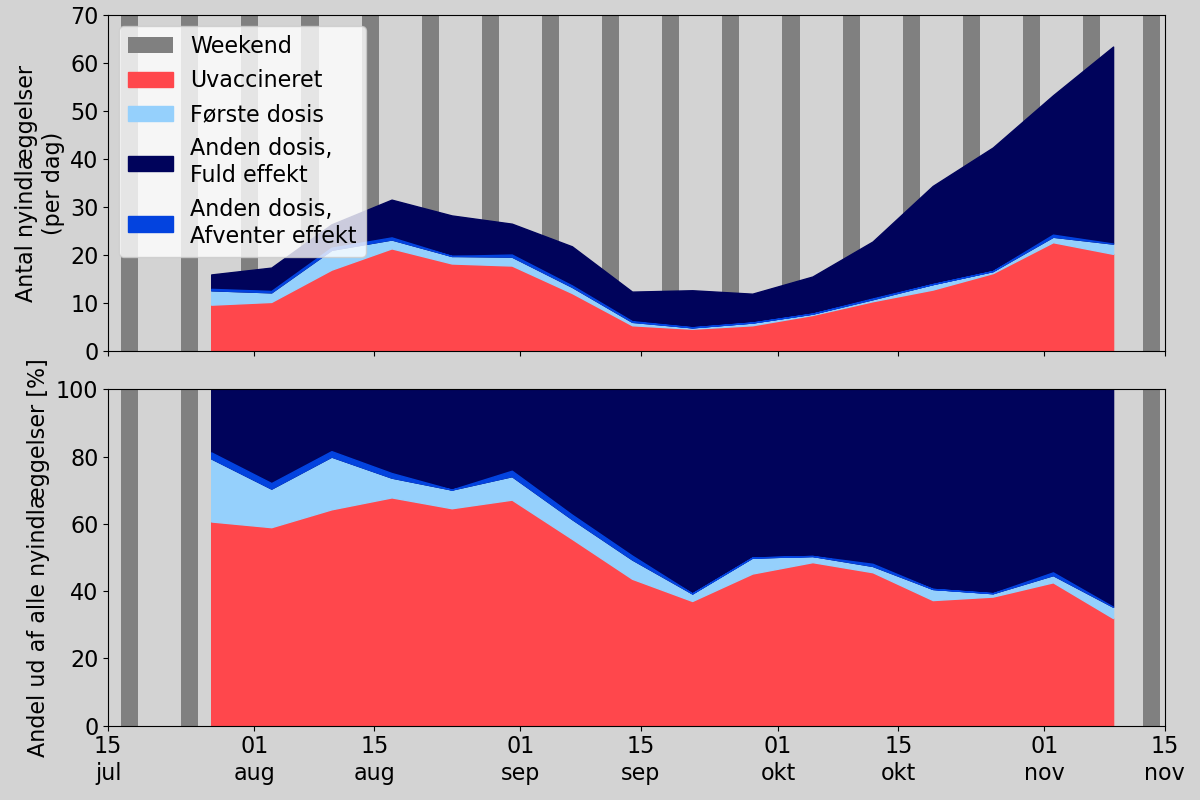 Antal nyindlæggelser
(per dag)
70
60
50
40
30
20
10
0
Weekend
Uvaccineret
Første dosis
Anden dosis,
Fuld effekt
Anden dosis,
Afventer effekt
Andel ud af alle nyindlæggelser [%]
100
80
60
40
20
0
15
jul
01
aug
15
aug
01
sep
15
sep
01
okt
15
okt
01
nov
15
nov